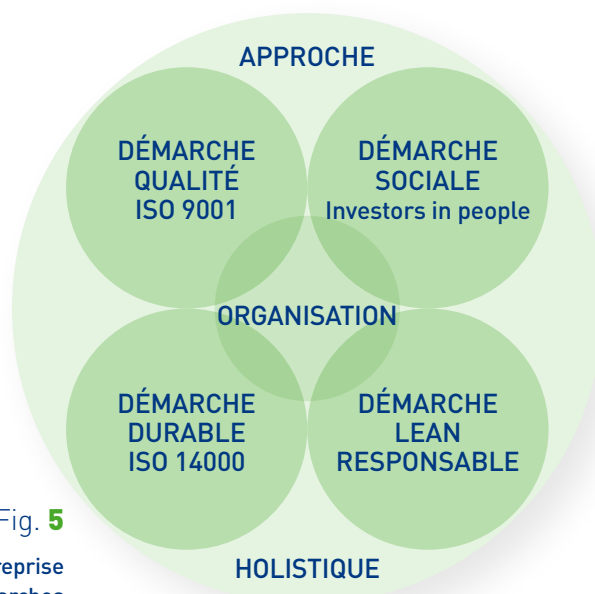 APPROCHE
DÉMARCHE
QUALITÉ
ISO 9001
DÉMARCHE
SOCIALE
Investors in people
ORGANISATION
DÉMARCHE
DURABLE
ISO 14000
DÉMARCHE
LEAN
RESPONSABLE
Fig. 5
HOLISTIQUE